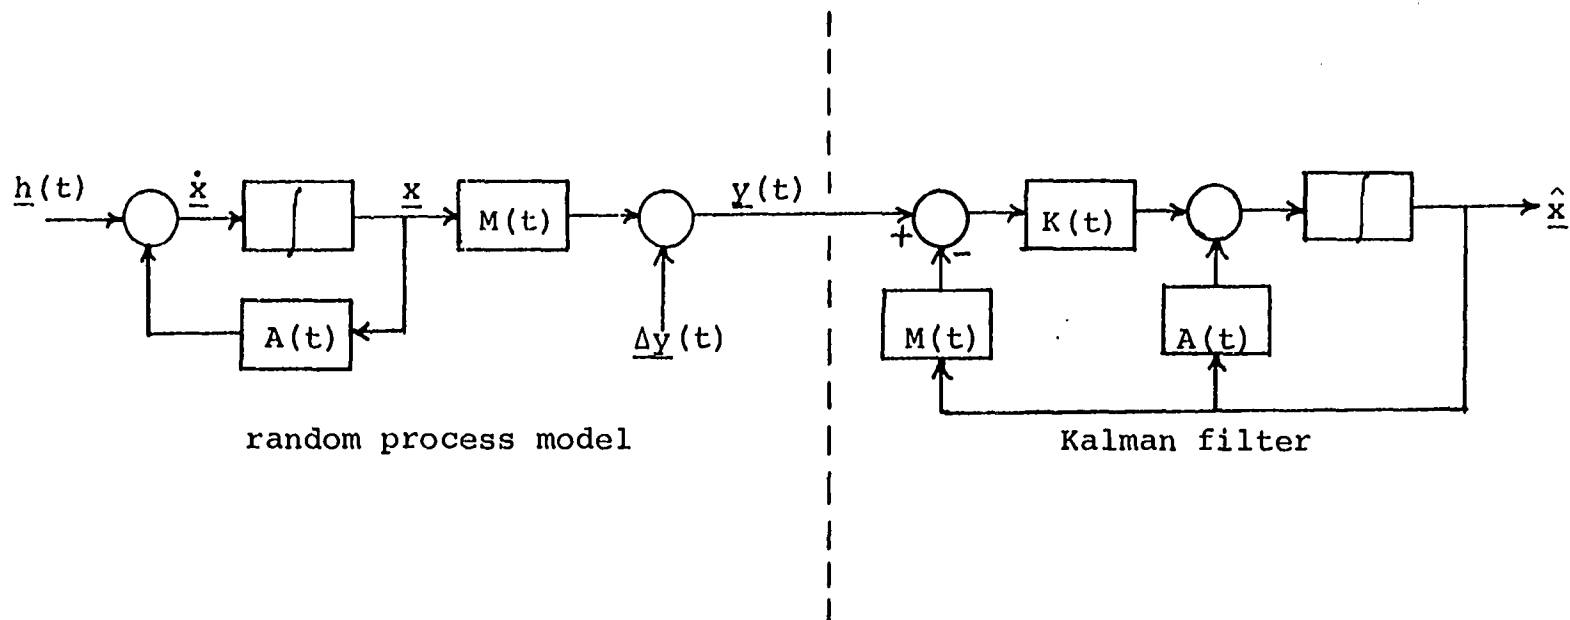 h(t)
ẋ
∫
x
M(t)
y(t)
A(t)
Δy(t)
random process model
+
-
K(t)
∫
x̂
M(t)
A(t)
Kalman filter